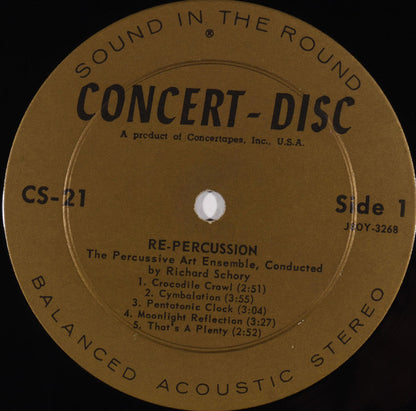 SOUND IN THE ROUND
®
CONCERT-DISC
A product of Concertapes, Inc., U.S.A.
CS-21
Side 1
J8OY-3268
RE-PERCUSSION
The Percussive Art Ensemble, Conducted
by Richard Schory
1. Crocodile Crawl (2:51)
2. Cymbalation (3:55)
3. Pentatonic Clock (3:04)
4. Moonlight Reflection (3:27)
5. That's A Plenty (2:52)
BALANCED ACOUSTIC STEREO